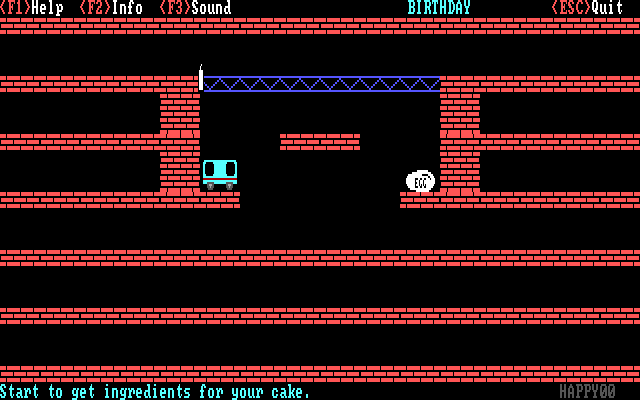 <F1>Help <F2>Info <F3>Sound BIRTHDAY <ESC>Quit
EGG
Start to get ingredients for your cake. HAPPY00